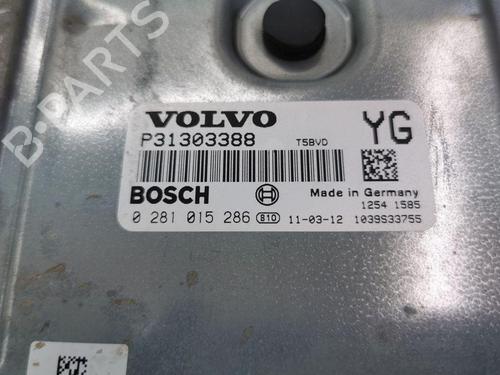 B-PARTS
VOLVO
YG
P31303388 T5BVD
BOSCH
Made in Germany
1254 1585
0 281 015 286 B10 11-03-12 1039S33755